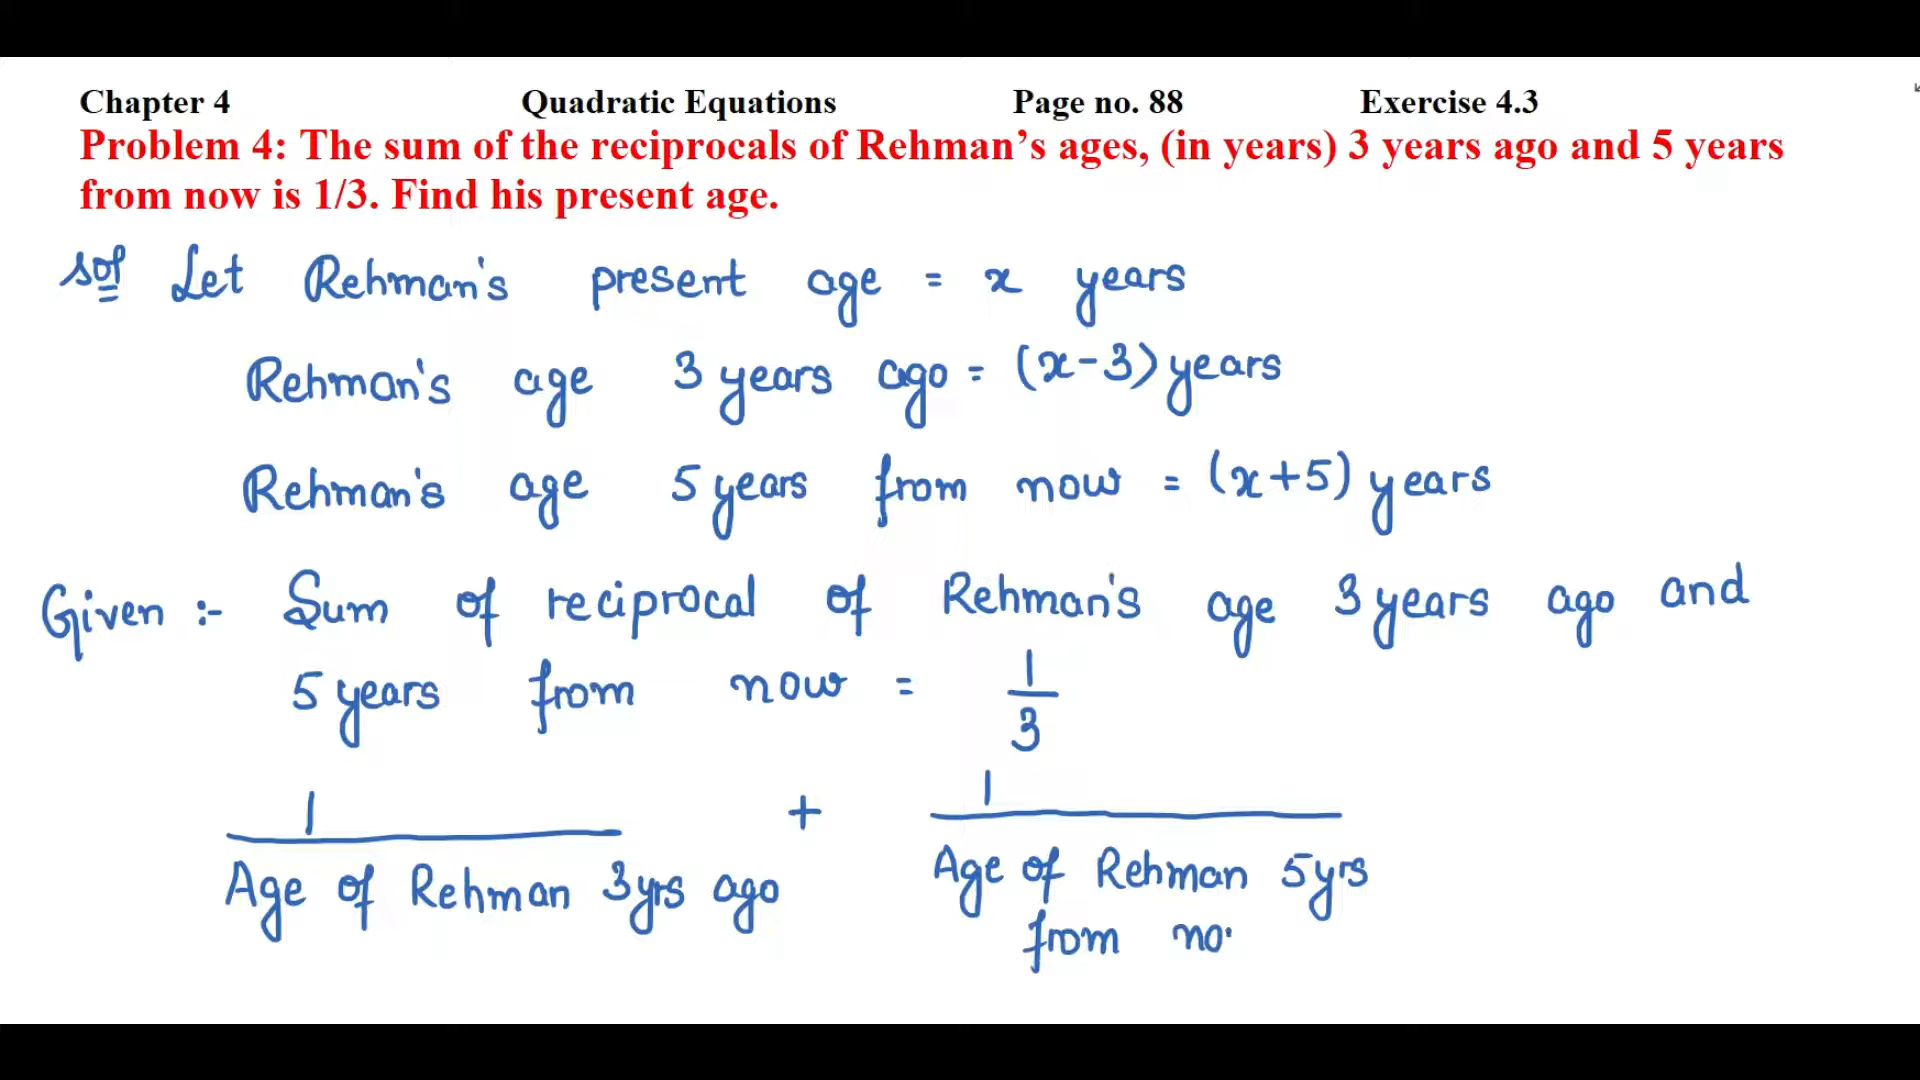 Chapter 4 Quadratic Equations Page no. 88 Exercise 4.3
Problem 4: The sum of the reciprocals of Rehman’s ages, (in years) 3 years ago and 5 years
from now is 1/3. Find his present age.
Sol Let Rehman's present age = x years
Rehman's age 3 years ago = (x-3) years
Rehman's age 5 years from now = (x+5) years
Given :- Sum of reciprocal of Rehman's age 3 years ago and
5 years from now = 1/3
1 + 1
Age of Rehman 3yrs ago Age of Rehman 5yrs
from no